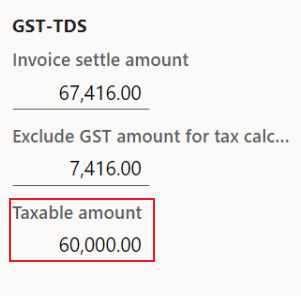 GST-TDS
Invoice settle amount
67,416.00
Exclude GST amount for tax calc...
7,416.00
Taxable amount
60,000.00